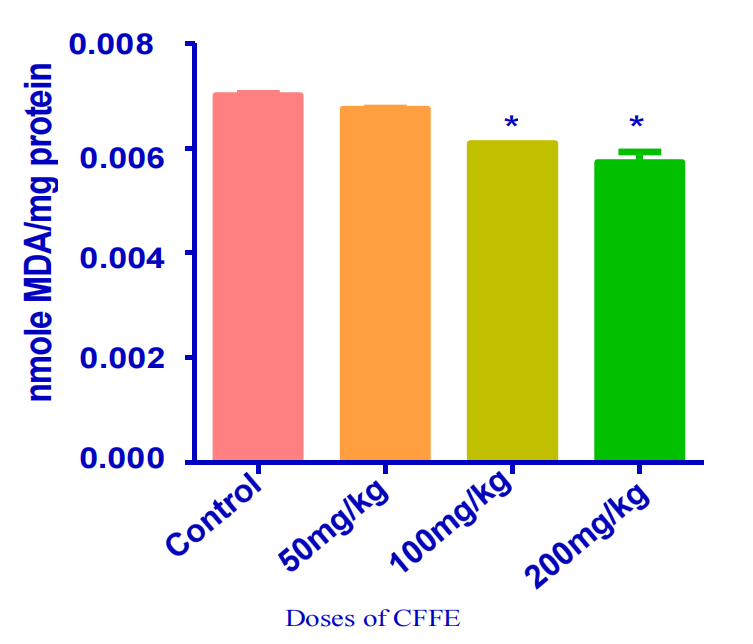 nmole MDA/mg protein
0.008
0.006
0.004
0.002
0.000
*
*
Control
50mg/kg
100mg/kg
200mg/kg
Doses of CFFE